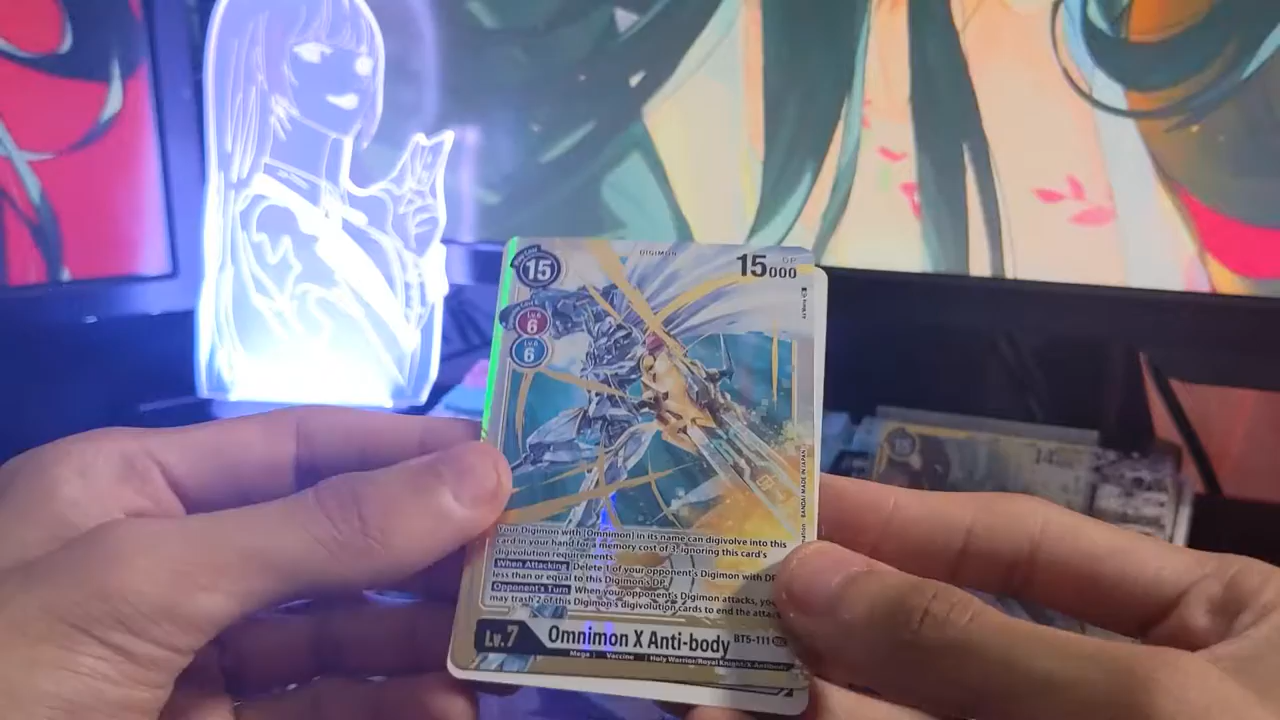 Play Cost
15
DIGIMON
DP
15000
Lv.6
6
Lv.6
6
BANDAI MADE IN JAPAN
Your Digimon with [Omnimon] in its name can digivolve into this
card in your hand for a memory cost of 3, ignoring this card's
digivolution requirements.
When Attacking Delete 1 of your opponent's Digimon with DP
less than or equal to this Digimon's DP.
Opponent's Turn When your opponent's Digimon attacks, you
may trash 2 of this Digimon's digivolution cards to end the attack
Lv.7
Omnimon X Anti-body
BT5-111
Mega
Vaccine
Holy Warrior/Royal Knight/X-Antibody
15
14